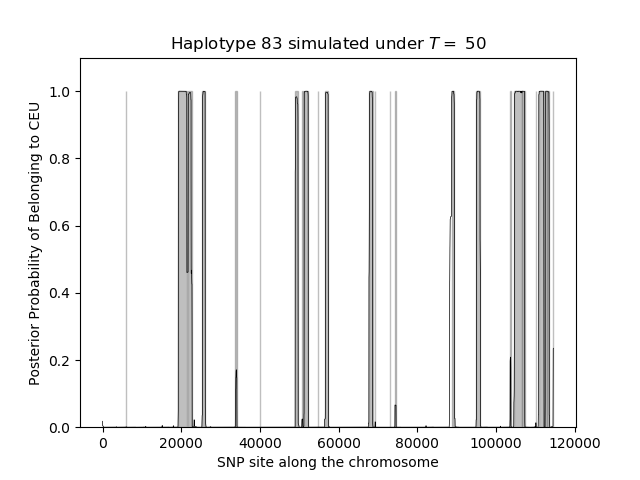 Haplotype 83 simulated under T = 50
Posterior Probability of Belonging to CEU
1.0
0.8
0.6
0.4
0.2
0.0
0 20000 40000 60000 80000 100000 120000
SNP site along the chromosome